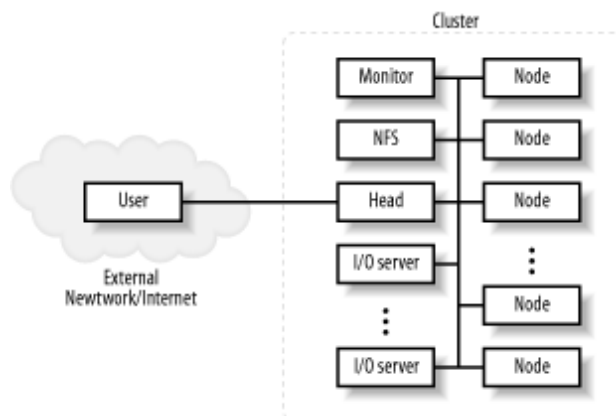 Cluster
Monitor
Node
NFS
Node
User
Head
Node
I/O server
External
Newtwork/Internet
Node
I/O server
Node